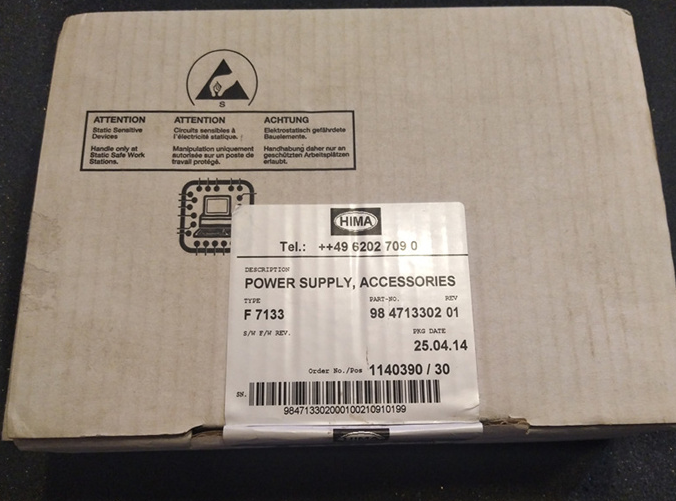 S
ATTENTION
Static Sensitive
Devices
Handle only at
Static Safe Work
Stations.
ATTENTION
Circuits sensibles à
l'électricité statique.
Manipulation uniquement
autorisée sur un poste de
travail protégé.
ACHTUNG
Elektrostatisch gefährdete
Bauelemente.
Handhabung daher nur an
geschützten Arbeitsplätzen
erlaubt.
HIMA
Tel.: ++49 6202 709 0
DESCRIPTION
POWER SUPPLY, ACCESSORIES
TYPE PART-NO. REV
F 7133 98 4713302 01
S/W F/W REV. PKG DATE
25.04.14
Order No./Pos 1140390 / 30
SN.
984713302000100210910199